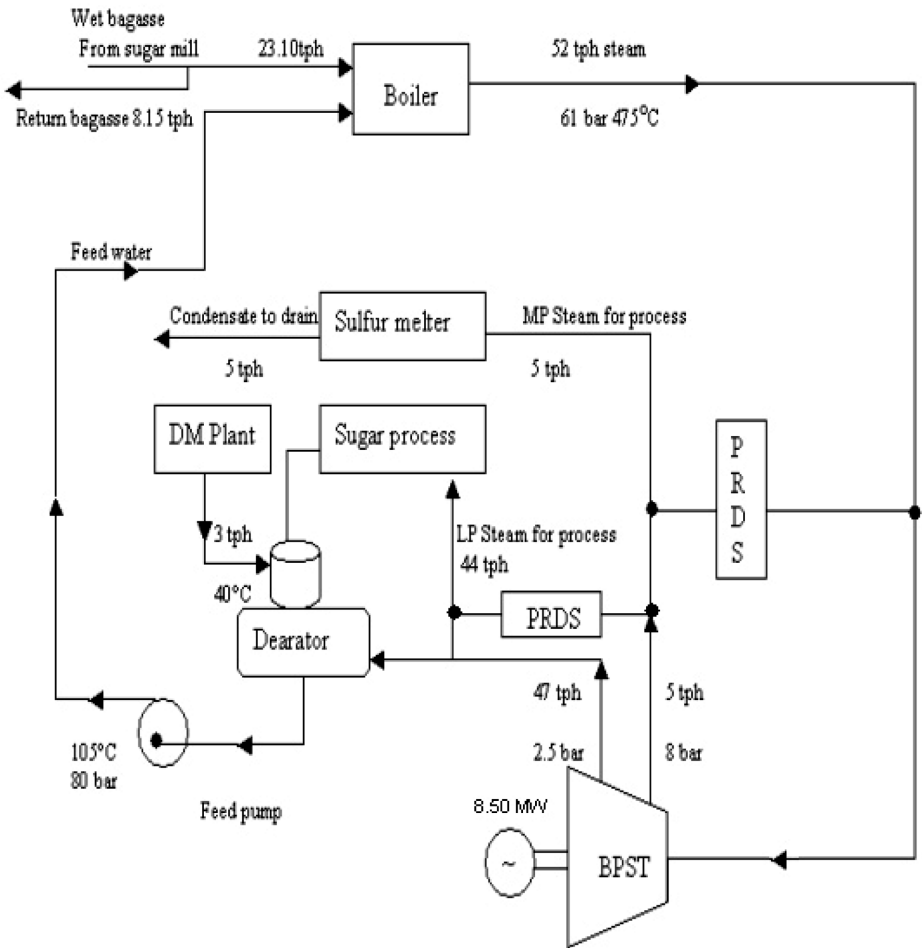 Wet bagasse
From sugar mill
23.10tph
52 tph steam
Boiler
Return bagasse 8.15 tph
61 bar 475°C
Feed water
Condensate to drain
Sulfur melter
MP Steam for process
5 tph
5 tph
DM Plant
Sugar process
P
R
D
S
3 tph
LP Steam for process
44 tph
40°C
PRDS
Dearator
47 tph
5 tph
105°C
80 bar
2.5 bar
8 bar
Feed pump
8.50 MW
~
BPST